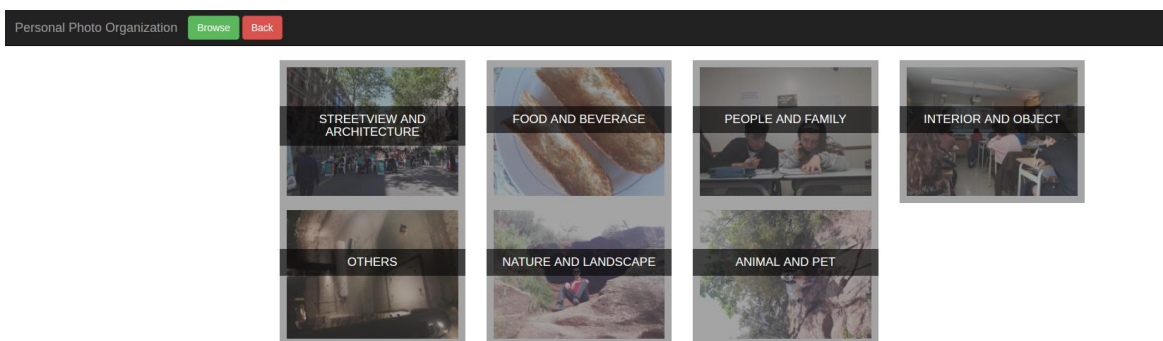 Personal Photo Organization Browse Back
STREETVIEW AND
ARCHITECTURE
FOOD AND BEVERAGE
PEOPLE AND FAMILY
INTERIOR AND OBJECT
OTHERS
NATURE AND LANDSCAPE
ANIMAL AND PET